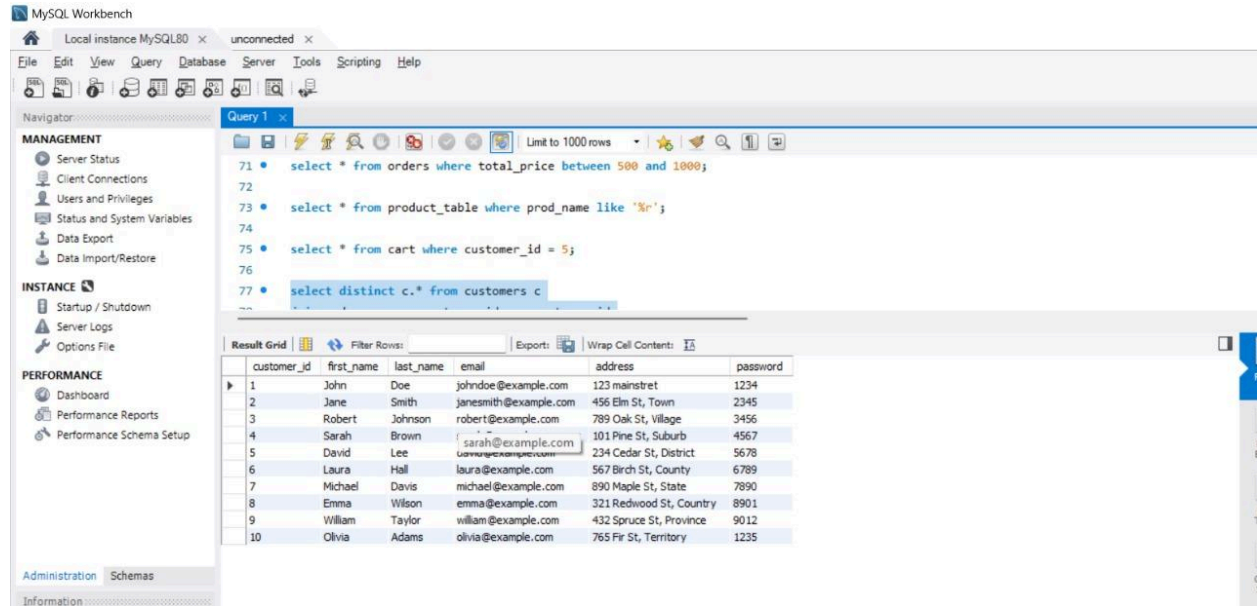 MySQL Workbench
Local instance MySQL80 × unconnected ×
File Edit View Query Database Server Tools Scripting Help
Navigator
Query 1 ×
MANAGEMENT
Server Status
Client Connections
Users and Privileges
Status and System Variables
Data Export
Data Import/Restore
INSTANCE
Startup / Shutdown
Server Logs
Options File
PERFORMANCE
Dashboard
Performance Reports
Performance Schema Setup
Administration Schemas
Information
Limit to 1000 rows
71 select * from orders where total_price between 500 and 1000;
72
73 select * from product_table where prod_name like '%r';
74
75 select * from cart where customer_id = 5;
76
77 select distinct c.* from customers c
Result Grid Filter Rows: Export: Wrap Cell Content:
customer_id first_name last_name email address password
1 John Doe johndoe@example.com 123 mainstret 1234
2 Jane Smith janesmith@example.com 456 Elm St, Town 2345
3 Robert Johnson robert@example.com 789 Oak St, Village 3456
4 Sarah Brown 101 Pine St, Suburb 4567
sarah@example.com
5 David Lee david@example.com 234 Cedar St, District 5678
6 Laura Hall laura@example.com 567 Birch St, County 6789
7 Michael Davis michael@example.com 890 Maple St, State 7890
8 Emma Wilson emma@example.com 321 Redwood St, Country 8901
9 William Taylor william@example.com 432 Spruce St, Province 9012
10 Olivia Adams olivia@example.com 765 Fir St, Territory 1235